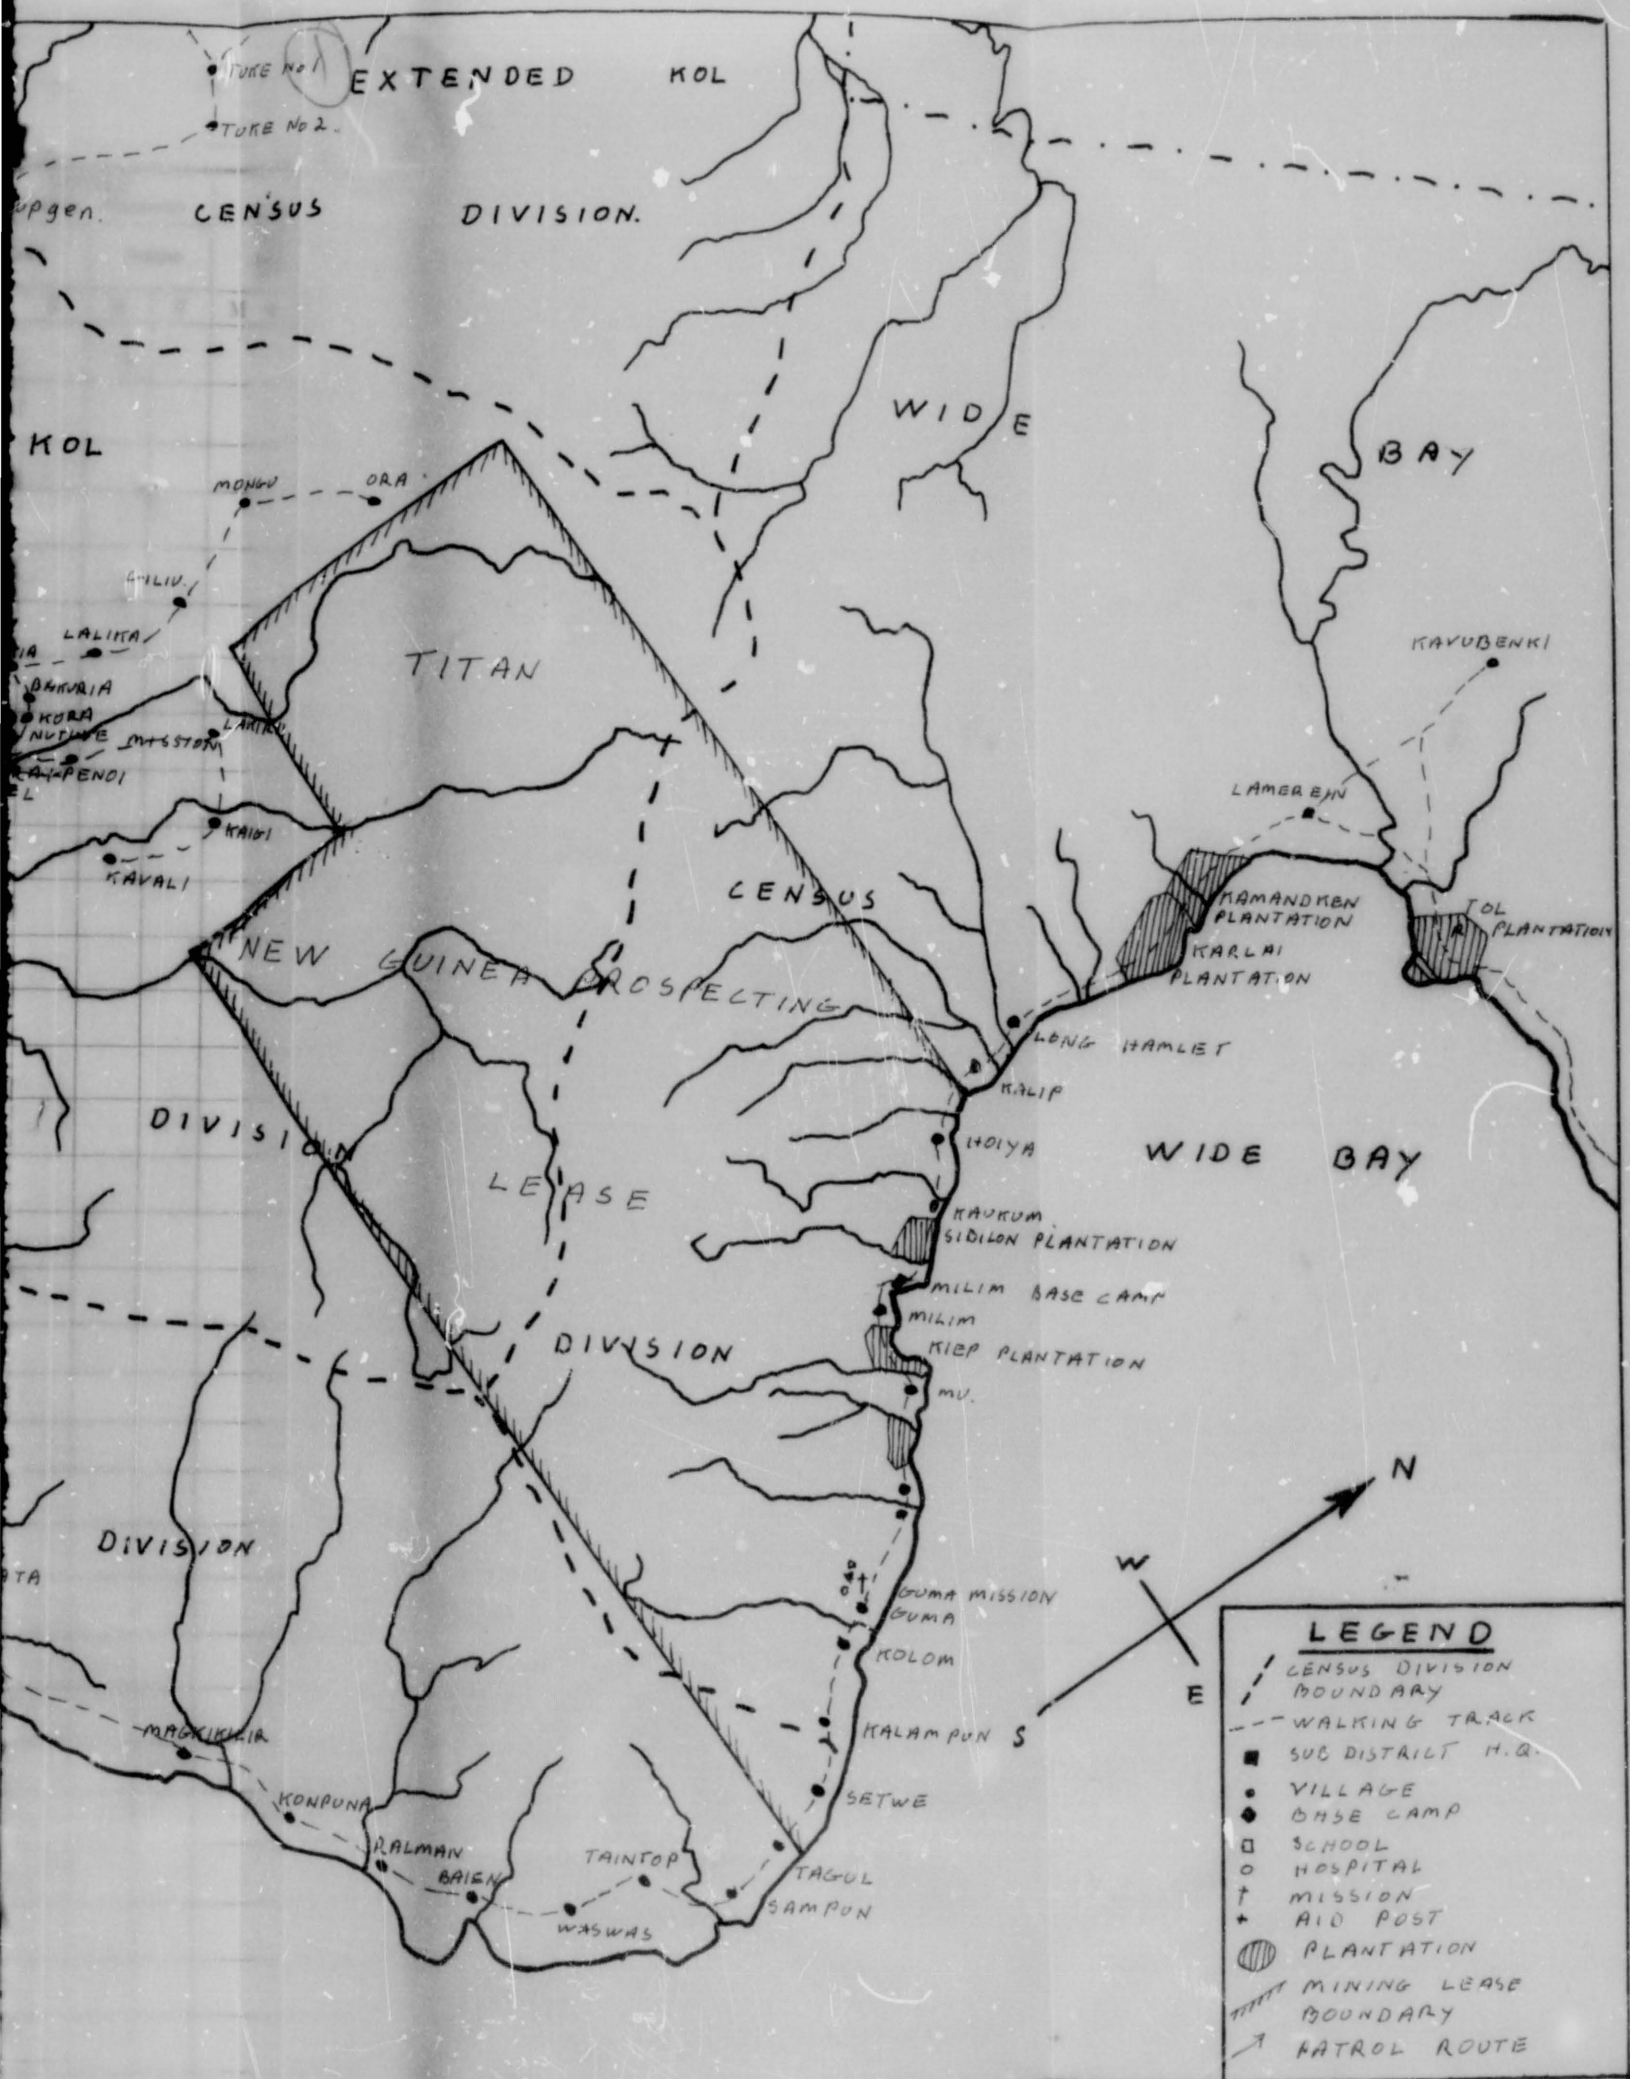 TUKE No 1
EXTENDED KOL
TUKE No 2.
upgen.
CENSUS DIVISION.
WIDE BAY
KOL
MONGU
ORA
LALIKA
KAVUBENKI
TITAN
BAKURIA
KORA
MISSION
LAMEREIN
KAIGI
KAVALI
CENSUS
KAMANDKEN
PLANTATION
TOL
PLANTATION
KARLAI
PLANTATION
NEW GUINEA PROSPECTING
LONG HAMLET
KALIP
DIVISION
HOIYA
WIDE BAY
LEASE
KAUKUM
SIDILON PLANTATION
MILIM BASE CAMP
MILIM
DIVISION
KIEP PLANTATION
MU.
N
DIVISION
W
ATA
GUMA MISSION
GUMA
KOLOM
E
KALAMPUN
S
MAGKIKILIR
SETWE
KONPUNA
RALMAN
BAIEN
TAINTOP
TAGUL
SAMPUN
WASWAS
LEGEND
CENSUS DIVISION
BOUNDARY
WALKING TRACK
SUB DISTRICT H.Q.
VILLAGE
BASE CAMP
SCHOOL
HOSPITAL
MISSION
AID POST
PLANTATION
MINING LEASE
BOUNDARY
PATROL ROUTE